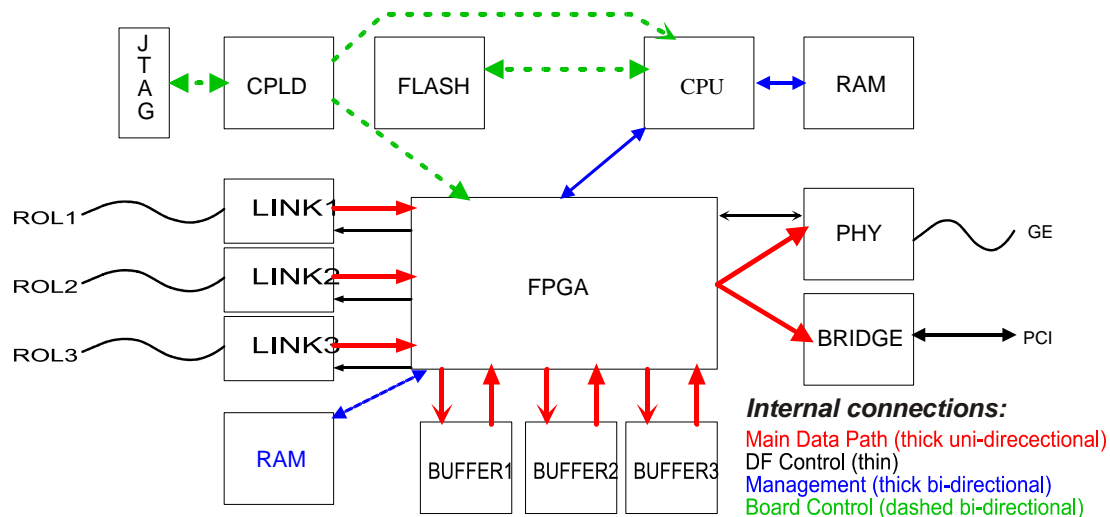 JTAG
CPLD
FLASH
CPU
RAM
ROL1
LINK1
PHY
GE
ROL2
LINK2
FPGA
ROL3
LINK3
BRIDGE
PCI
RAM
BUFFER1
BUFFER2
BUFFER3
Internal connections:
Main Data Path (thick uni-direcectional)
DF Control (thin)
Management (thick bi-directional)
Board Control (dashed bi-directional)